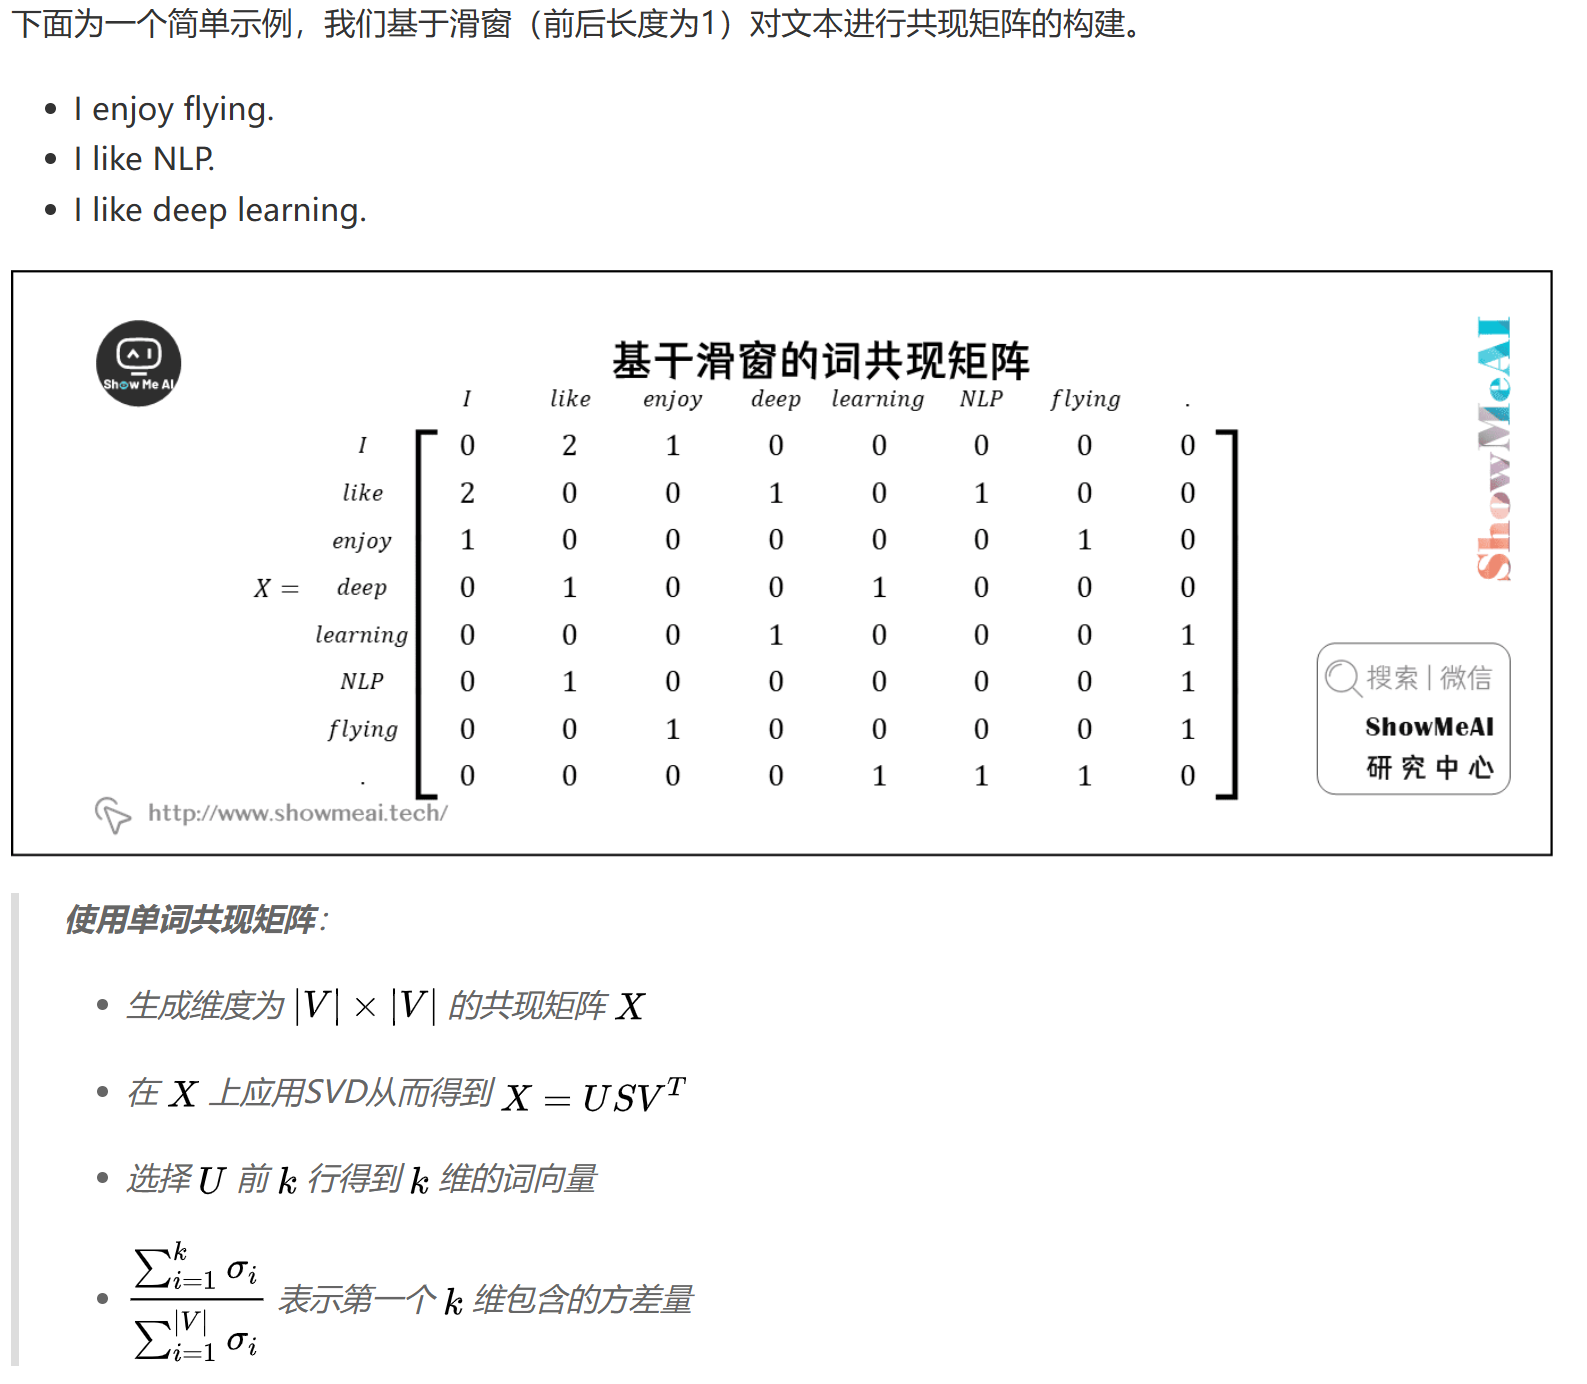 下面为一个简单示例，我们基于滑窗（前后长度为1）对文本进行共现矩阵的构建。
• I enjoy flying.
• I like NLP.
• I like deep learning.
Show Me AI
基于滑窗的词共现矩阵
I like enjoy deep learning NLP flying .
I 0 2 1 0 0 0 0 0
like 2 0 0 1 0 1 0 0
enjoy 1 0 0 0 0 0 1 0
X = deep 0 1 0 0 1 0 0 0
learning 0 0 0 1 0 0 0 1
NLP 0 1 0 0 0 0 0 1
flying 0 0 1 0 0 0 0 1
. 0 0 0 0 1 1 1 0
http://www.showmeai.tech/
ShowMeAI
搜索 | 微信
ShowMeAI
研究中心
使用单词共现矩阵：
• 生成维度为 |V| × |V| 的共现矩阵 X
• 在 X 上应用SVD从而得到 X = USV^T
• 选择 U 前 k 行得到 k 维的词向量
• \frac{\sum_{i=1}^{k} σ_i}{\sum_{i=1}^{|V|} σ_i} 表示第一个 k 维包含的方差量